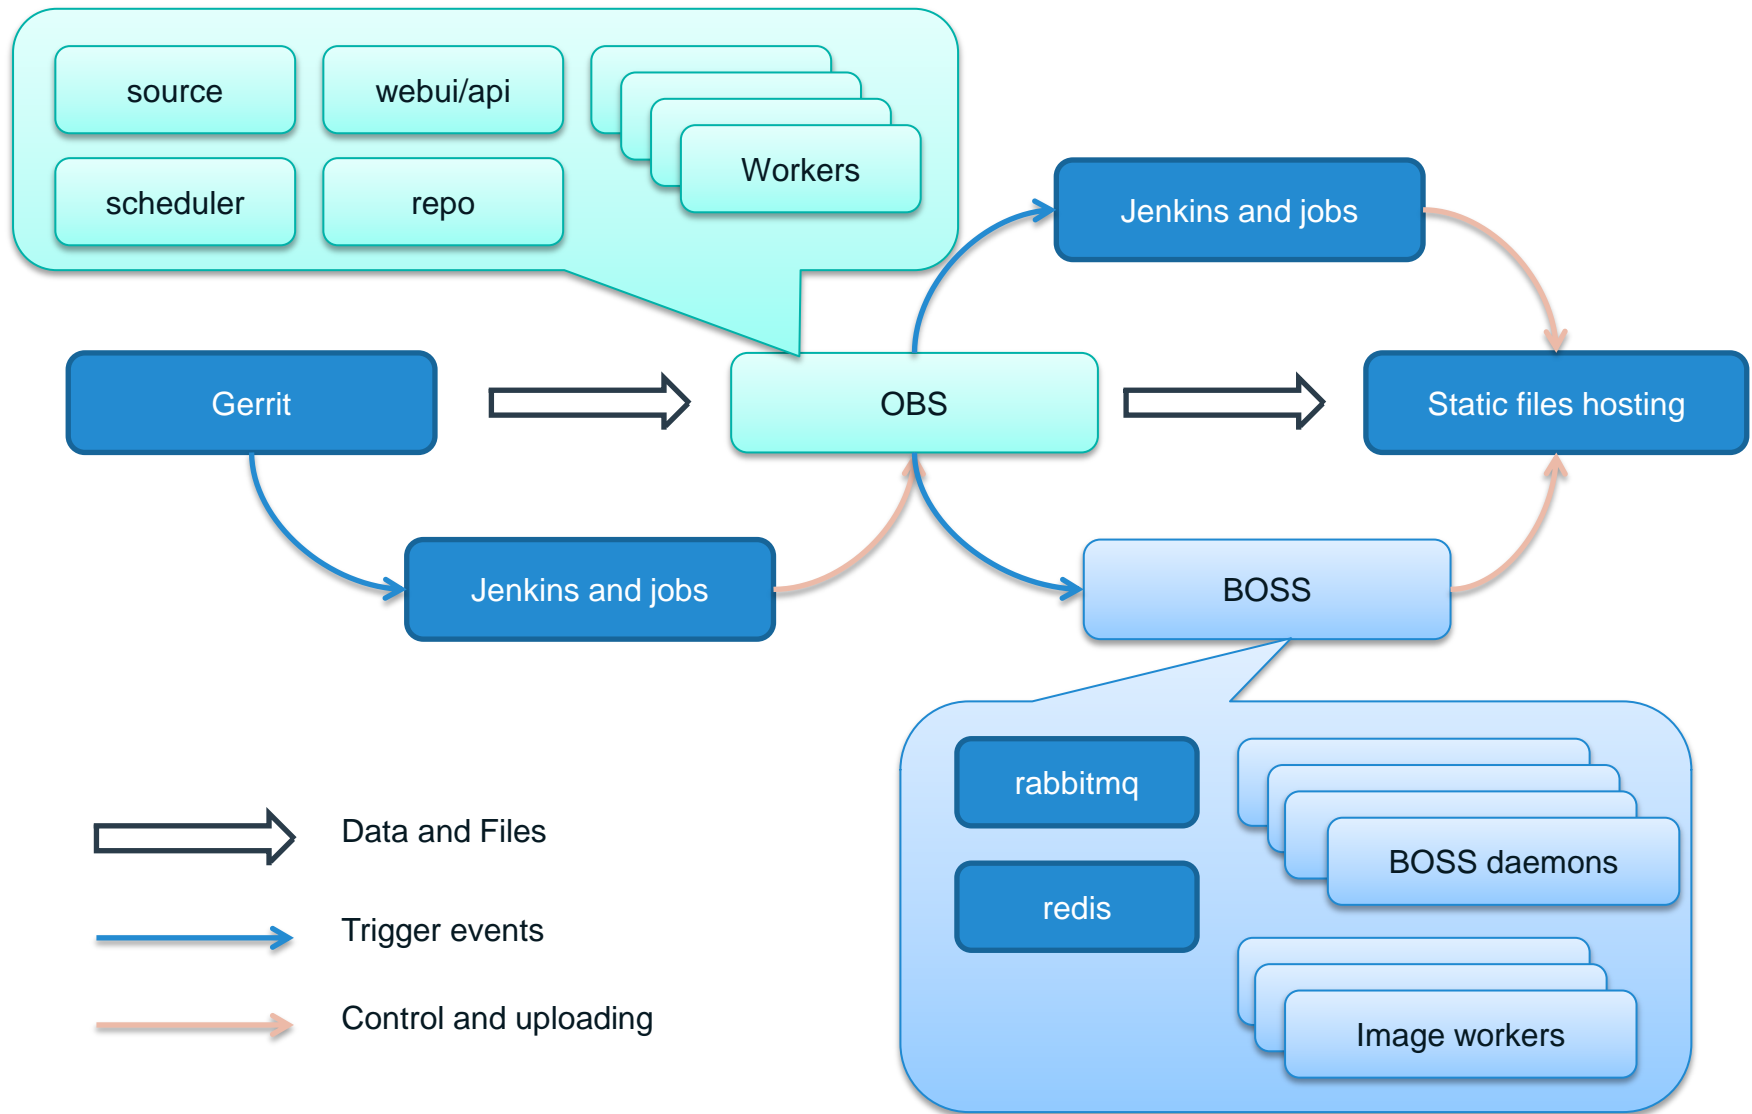 source
webui/api
Workers
scheduler
repo
Jenkins and jobs
Gerrit
OBS
Static files hosting
Jenkins and jobs
BOSS
rabbitmq
BOSS daemons
redis
Image workers
Data and Files
Trigger events
Control and uploading